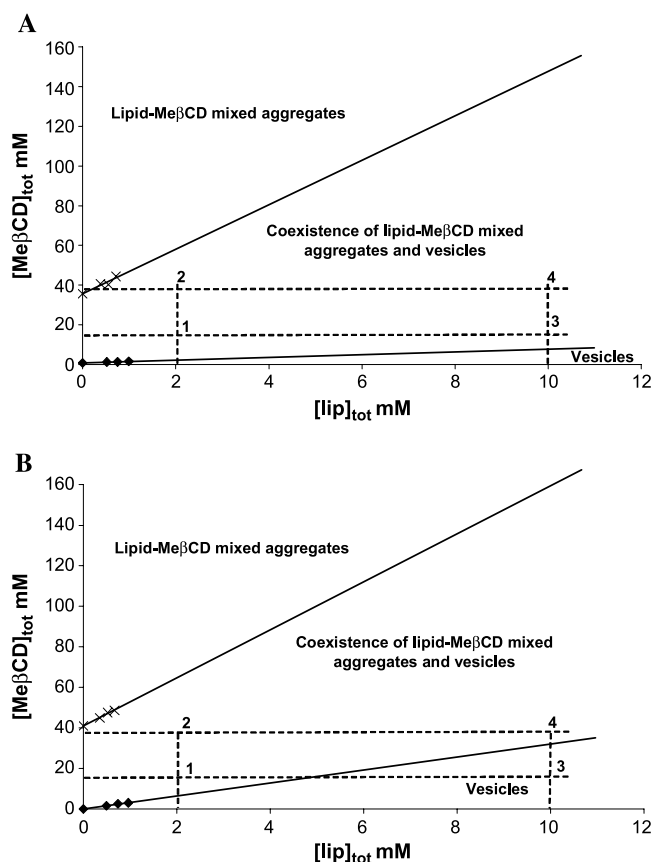 A
160
140
120
100
80
60
40
20
0
[MeβCD]tot mM
Lipid-MeβCD mixed aggregates
Coexistence of lipid-MeβCD mixed
aggregates and vesicles
2
4
1
3
Vesicles
0 2 4 6 8 10 12
[lip]tot mM
B
160
140
120
100
80
60
40
20
0
[MeβCD]tot mM
Lipid-MeβCD mixed aggregates
Coexistence of lipid-MeβCD mixed
aggregates and vesicles
2
4
1
3
Vesicles
0 2 4 6 8 10 12
[lip]tot mM